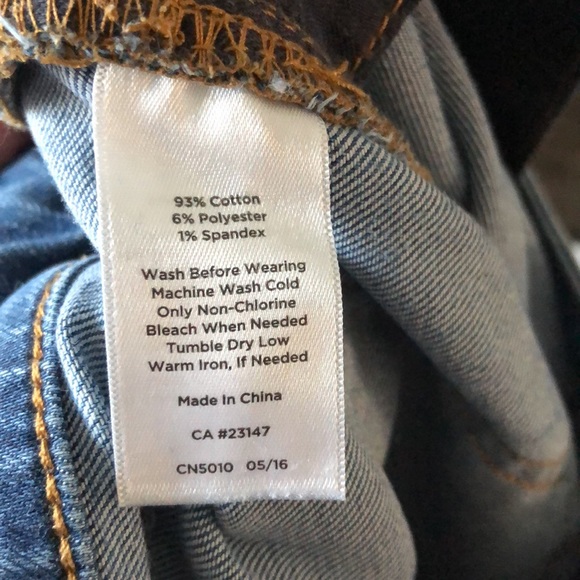 93% Cotton
6% Polyester
1% Spandex
Wash Before Wearing
Machine Wash Cold
Only Non-Chlorine
Bleach When Needed
Tumble Dry Low
Warm Iron, If Needed
Made In China
CA #23147
CN5010 05/16